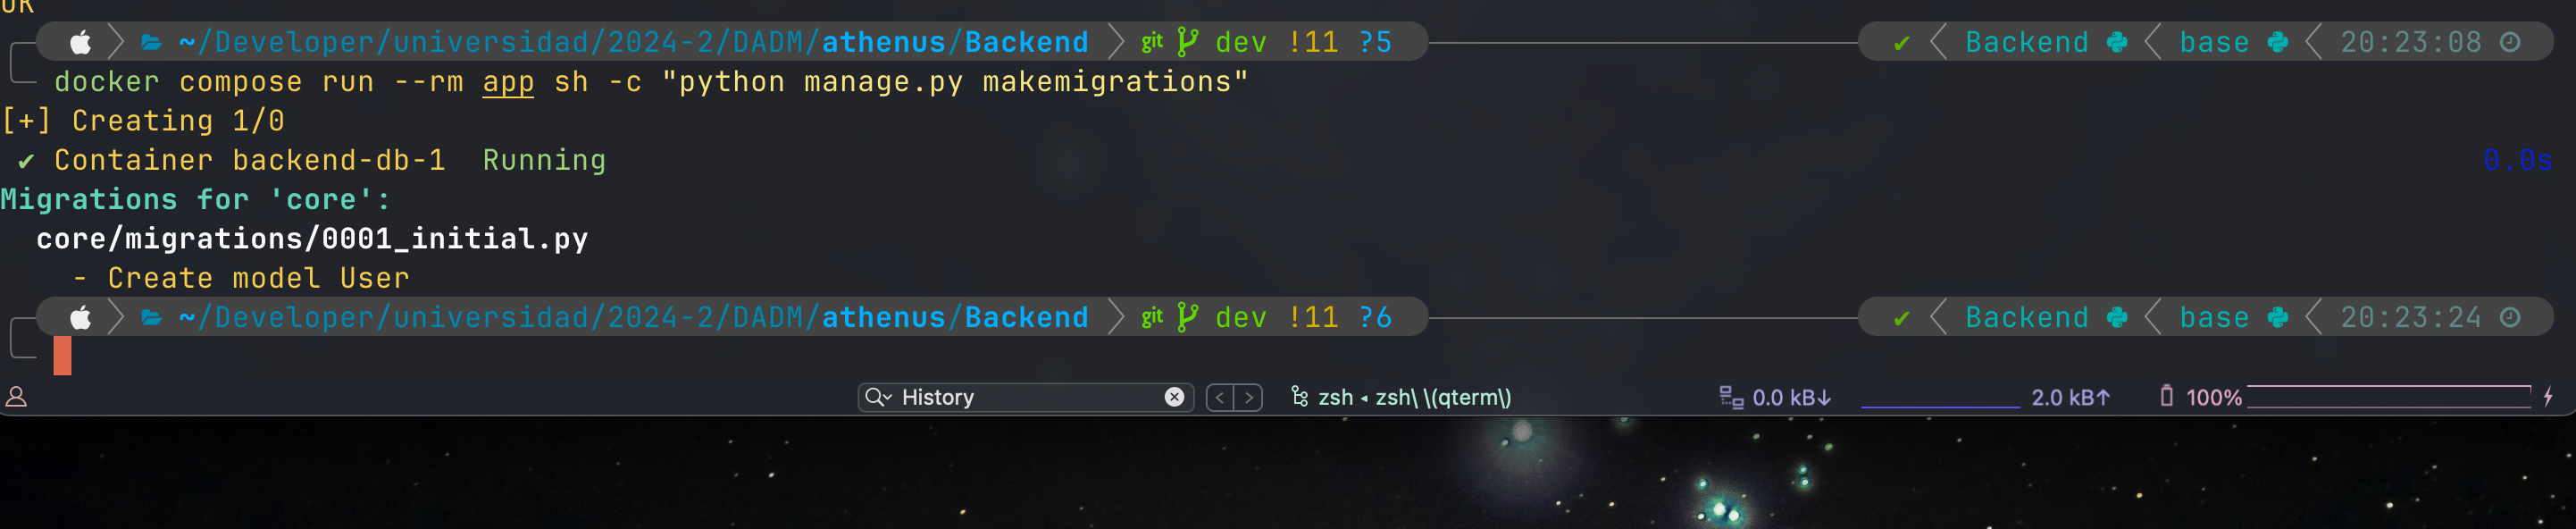 OK
~/Developer/universidad/2024-2/DADM/athenus/Backend git dev !11 ?5 ✔ Backend base 20:23:08
docker compose run --rm app sh -c "python manage.py makemigrations"
[+] Creating 1/0
✔ Container backend-db-1 Running 0.0s
Migrations for 'core':
core/migrations/0001_initial.py
- Create model User
~/Developer/universidad/2024-2/DADM/athenus/Backend git dev !11 ?6 ✔ Backend base 20:23:24
History zsh ◂ zsh\ \(qterm\) 0.0 kB↓ 2.0 kB↑ 100%